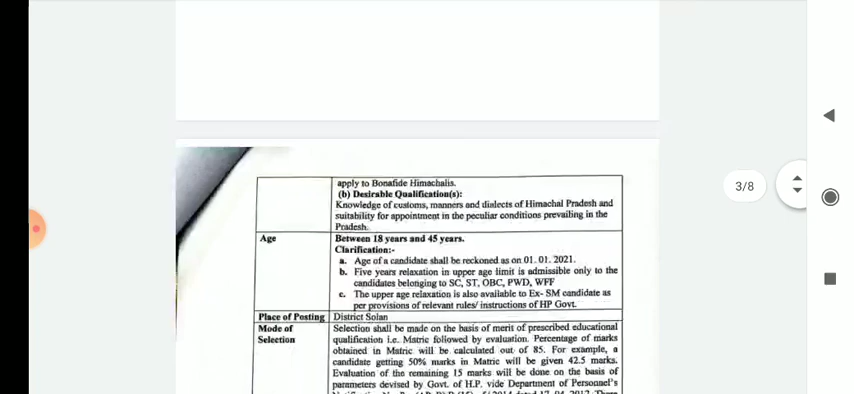 apply to Bonafide Himachalis.
(b) Desirable Qualification(s):
Knowledge of customs, manners and dialects of Himachal Pradesh and
suitability for appointment in the peculiar conditions prevailing in the
Pradesh.
Age Between 18 years and 45 years.
Clarification:-
a. Age of a candidate shall be reckoned as on 01. 01. 2021.
b. Five years relaxation in upper age limit is admissible only to the
candidates belonging to SC, ST, OBC, PWD, WFF
c. The upper age relaxation is also available to Ex- SM candidate as
per provisions of relevant rules/ instructions of HP Govt.
Place of Posting District Solan
Mode of Selection shall be made on the basis of merit of prescribed educational
Selection qualification i.e. Matric followed by evaluation. Percentage of marks
obtained in Matric will be calculated out of 85. For example, a
candidate getting 50% marks in Matric will be given 42.5 marks.
Evaluation of the remaining 15 marks will be done on the basis of
parameters devised by Govt. of H.P. vide Department of Personnel's
3/8